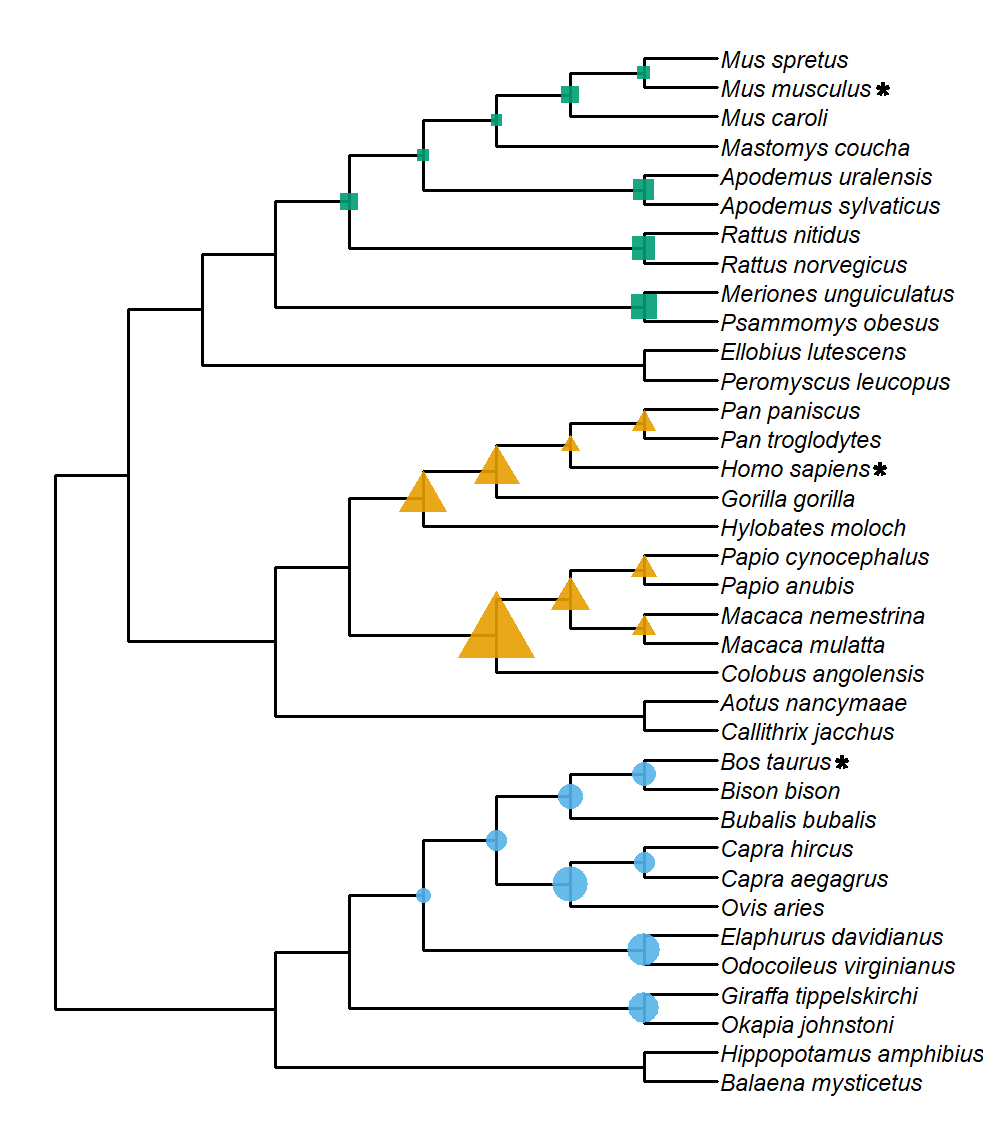 Mus spretus
Mus musculus *
Mus caroli
Mastomys coucha
Apodemus uralensis
Apodemus sylvaticus
Rattus nitidus
Rattus norvegicus
Meriones unguiculatus
Psammomys obesus
Ellobius lutescens
Peromyscus leucopus
Pan paniscus
Pan troglodytes
Homo sapiens *
Gorilla gorilla
Hylobates moloch
Papio cynocephalus
Papio anubis
Macaca nemestrina
Macaca mulatta
Colobus angolensis
Aotus nancymaae
Callithrix jacchus
Bos taurus *
Bison bison
Bubalis bubalis
Capra hircus
Capra aegagrus
Ovis aries
Elaphurus davidianus
Odocoileus virginianus
Giraffa tippelskirchi
Okapia johnstoni
Hippopotamus amphibius
Balaena mysticetus